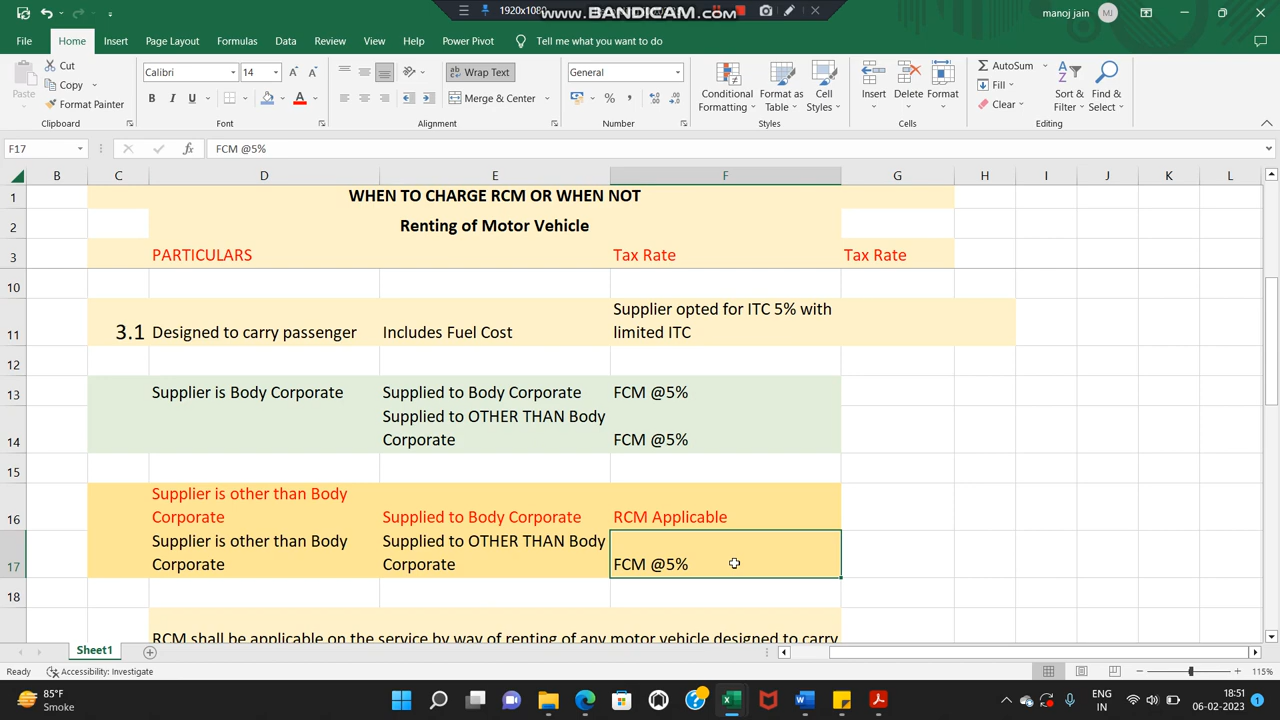 1920x1080
www.BANDICAM.com
manoj jain
MJ
File
Home
Insert
Page Layout
Formulas
Data
Review
View
Help
Power Pivot
Tell me what you want to do
Paste
Cut
Copy
Format Painter
Clipboard
Calibri
14
B I U
Font
ab Wrap Text
Merge & Center
Alignment
General
%
Number
Conditional Formatting
Format as Table
Cell Styles
Styles
Insert
Delete
Format
Cells
AutoSum
Fill
Clear
Sort & Filter
Find & Select
Editing
F17
fx
FCM @5%
B C D E F G H I J K L
1 WHEN TO CHARGE RCM OR WHEN NOT
2 Renting of Motor Vehicle
3 PARTICULARS Tax Rate Tax Rate
10
Supplier opted for ITC 5% with
11 3.1 Designed to carry passenger Includes Fuel Cost limited ITC
12
13 Supplier is Body Corporate Supplied to Body Corporate FCM @5%
Supplied to OTHER THAN Body
14 Corporate FCM @5%
15
Supplier is other than Body
16 Corporate Supplied to Body Corporate RCM Applicable
Supplier is other than Body Supplied to OTHER THAN Body
17 Corporate Corporate FCM @5%
18
RCM shall be applicable on the service by way of renting of any motor vehicle designed to carry
Sheet1
Ready
Accessibility: Investigate
115%
85°F
Smoke
ENG
IN
18:51
06-02-2023
1